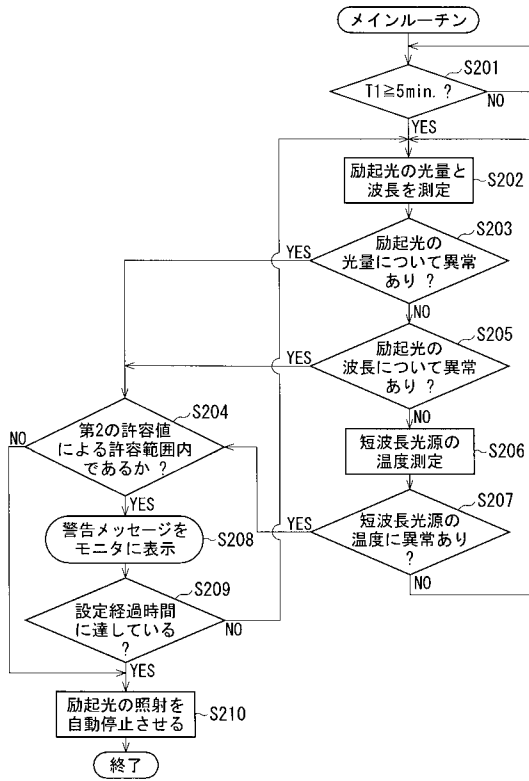 メインルーチン
S201
T1≧5min. ?
NO
YES
励起光の光量と
波長を測定
S202
S203
励起光の
光量について異常
あり ?
YES
NO
S205
励起光の
波長について異常
あり ?
YES
NO
S204
第2の許容値
による許容範囲内
であるか ?
NO
YES
短波長光源の
温度測定
S206
S207
短波長光源の
温度に異常あり
?
YES
NO
警告メッセージを
モニタに表示
S208
S209
設定経過時間
に達している
?
NO
YES
励起光の照射を
自動停止させる
S210
終了